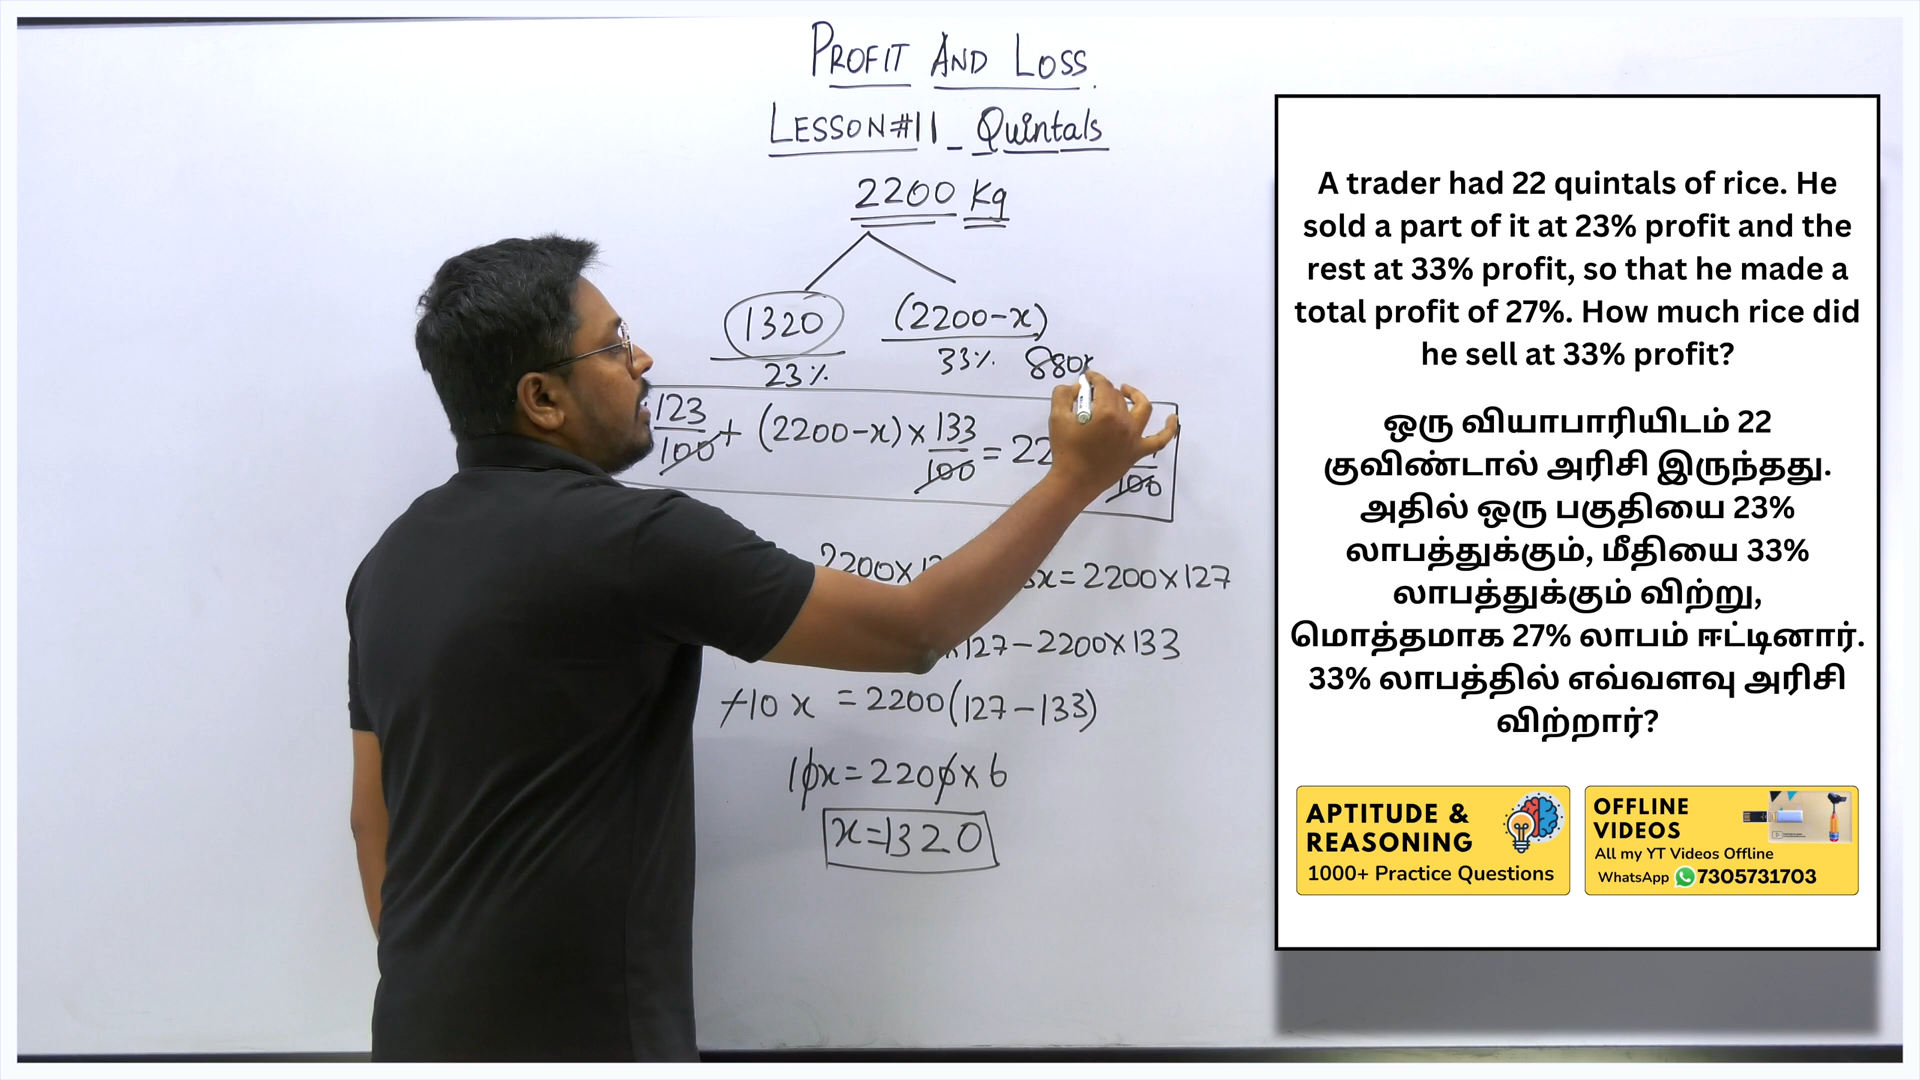 PROFIT AND LOSS.
LESSON#11_Quintals
2200 Kg
1320 (2200-x)
23% 33% 880
123/100 + (2200-x) × 133/100 = 22
100
2200×1
x=2200×127
127-2200×133
-10x = 2200(127-133)
10x=2200×6
x=1320
A trader had 22 quintals of rice. He
sold a part of it at 23% profit and the
rest at 33% profit, so that he made a
total profit of 27%. How much rice did
he sell at 33% profit?
ஒரு வியாபாரியிடம் 22
குவிண்டால் அரிசி இருந்தது.
அதில் ஒரு பகுதியை 23%
லாபத்துக்கும், மீதியை 33%
லாபத்துக்கும் விற்று,
மொத்தமாக 27% லாபம் ஈட்டினார்.
33% லாபத்தில் எவ்வளவு அரிசி
விற்றார்?
APTITUDE &
REASONING
1000+ Practice Questions
OFFLINE
VIDEOS
All my YT Videos Offline
WhatsApp 7305731703